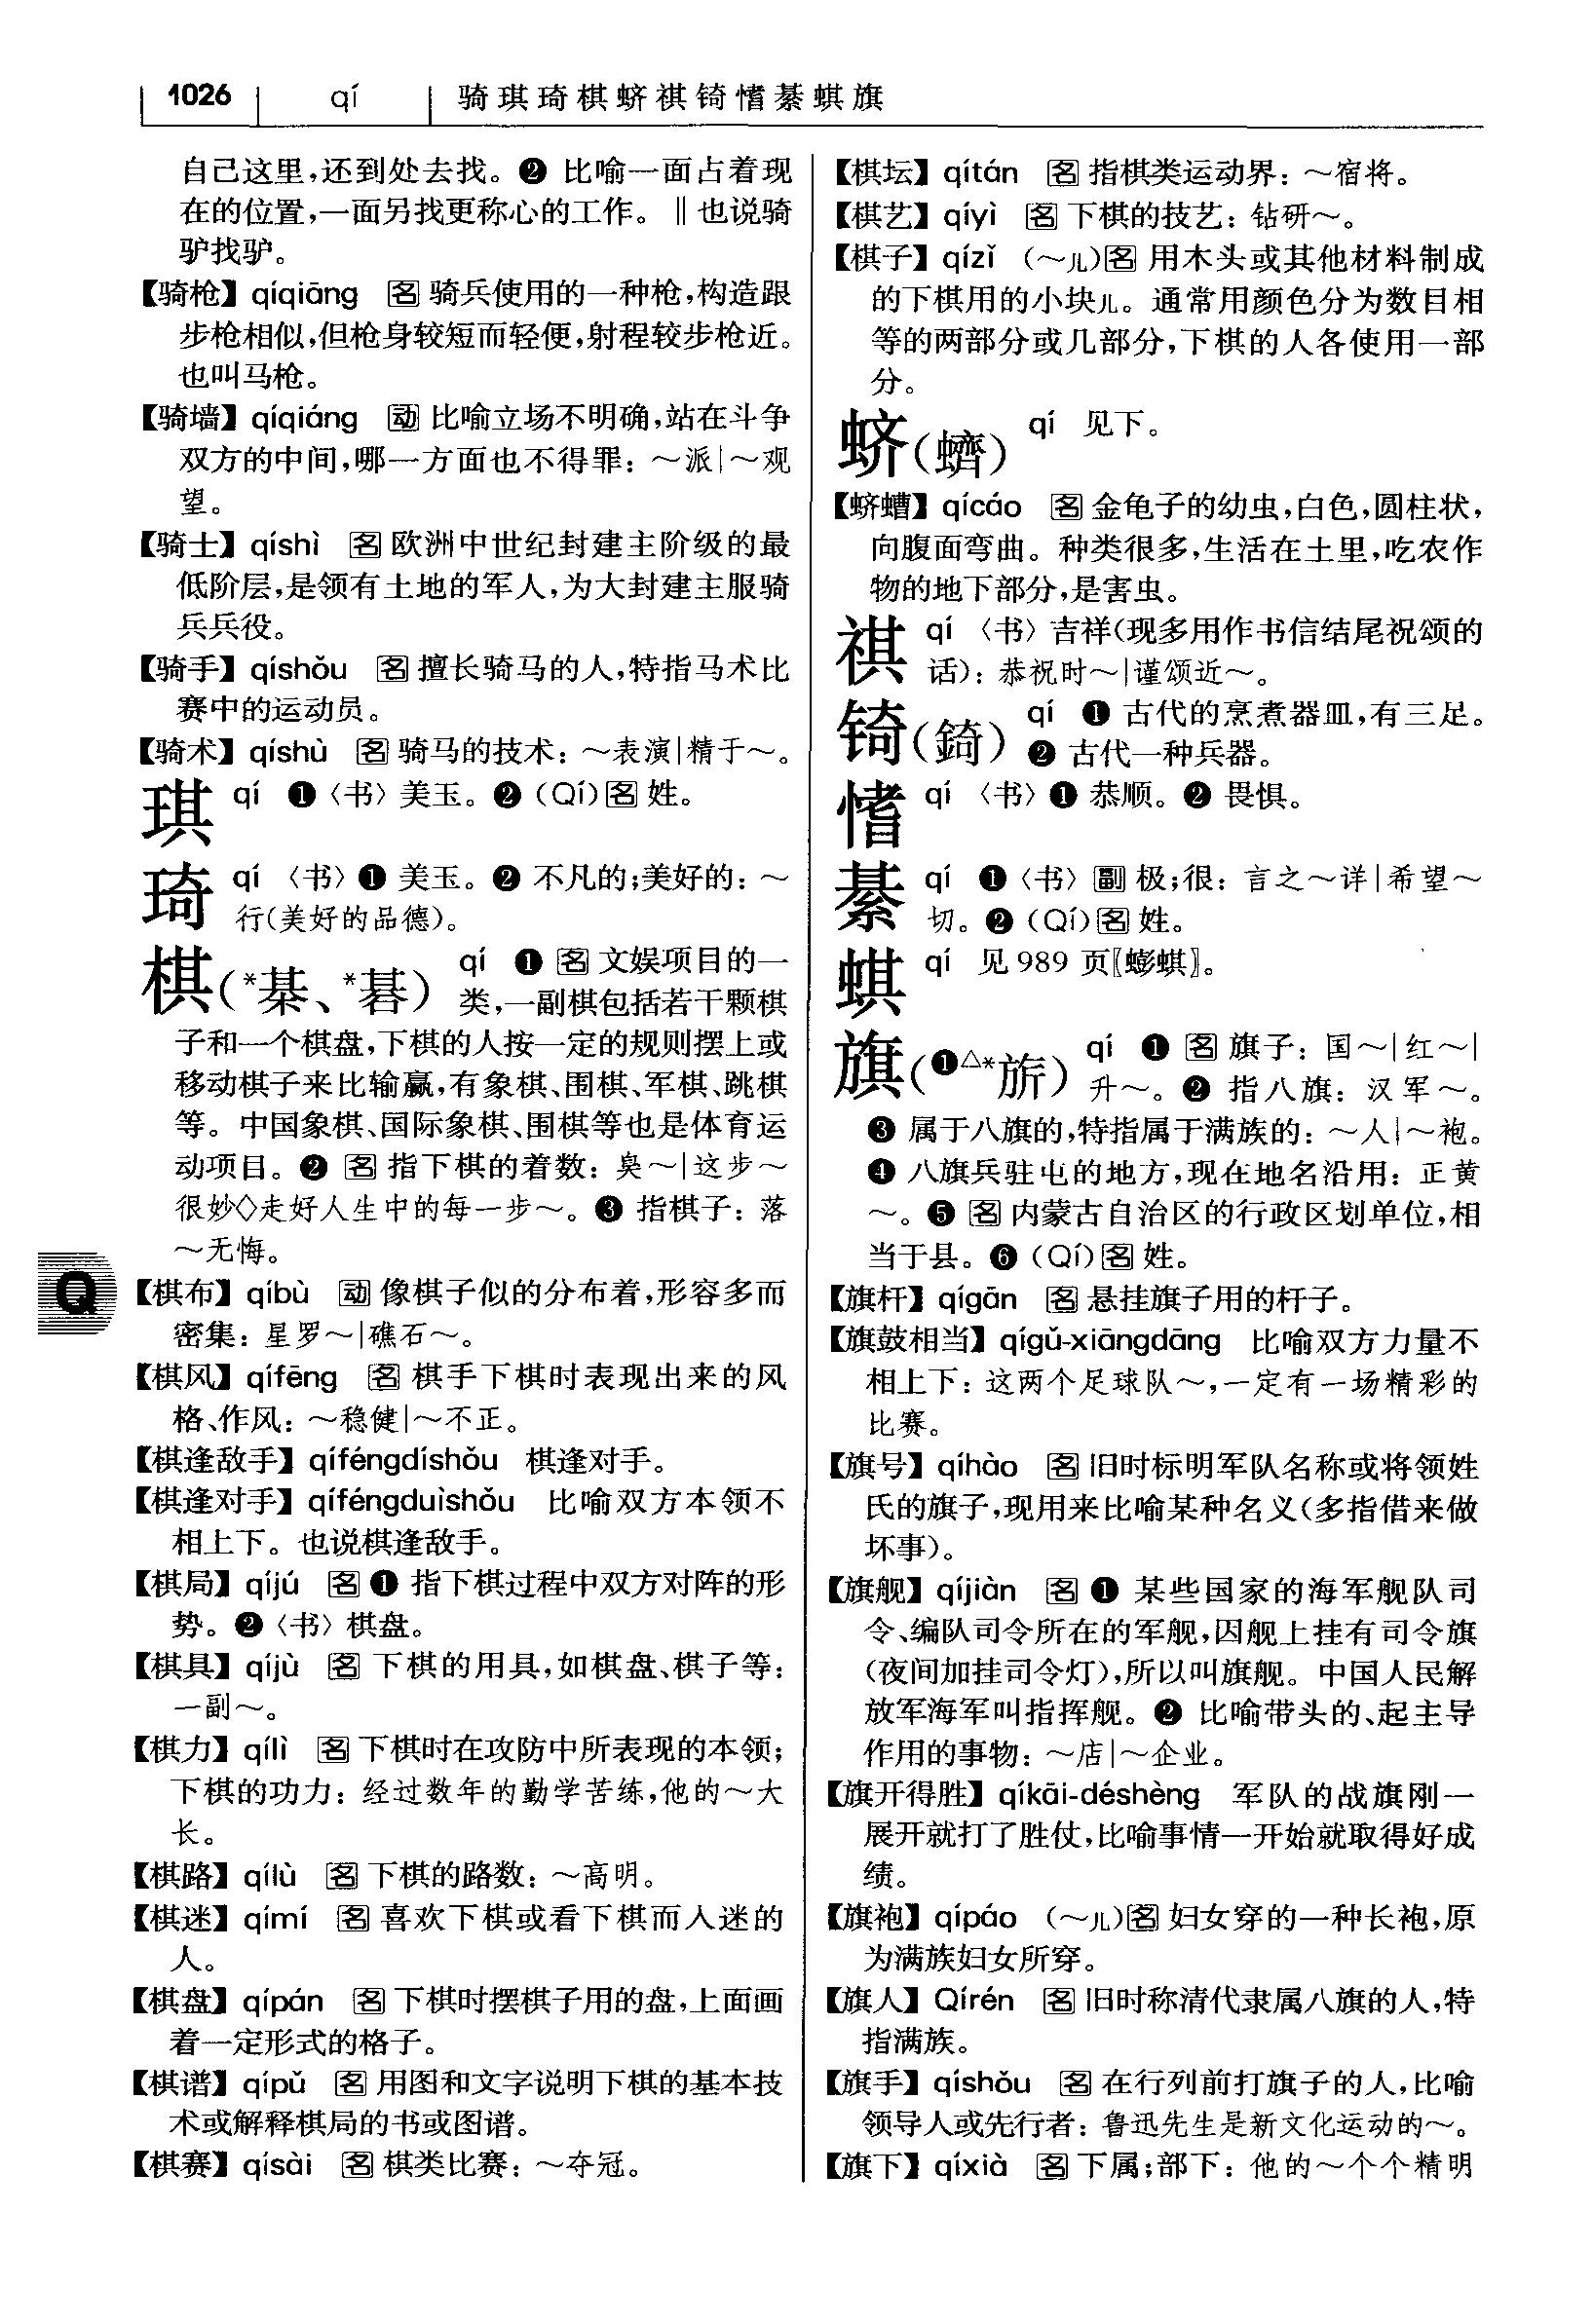 1026 qí 骑琪琦棋蛴祺锜愭綦蜞旗
自己这里,还到处去找。❷ 比喻一面占着现
在的位置,一面另找更称心的工作。‖也说骑
驴找驴。
【骑枪】qíqiāng 名 骑兵使用的一种枪,构造跟
步枪相似,但枪身较短而轻便,射程较步枪近。
也叫马枪。
【骑墙】qíqiáng 动 比喻立场不明确,站在斗争
双方的中间,哪一方面也不得罪:~派|~观
望。
【骑士】qíshì 名 欧洲中世纪封建主阶级的最
低阶层,是领有土地的军人,为大封建主服骑
兵兵役。
【骑手】qíshǒu 名 擅长骑马的人,特指马术比
赛中的运动员。
【骑术】qíshù 名 骑马的技术:~表演|精于~。
琪 qí ❶〈书〉美玉。❷(Qí)名 姓。
琦 qí 〈书〉❶ 美玉。❷ 不凡的;美好的:~
行(美好的品德)。
棋(*棊、*碁) qí ❶ 名 文娱项目的一
类,一副棋包括若干颗棋
子和一个棋盘,下棋的人按一定的规则摆上或
移动棋子来比输赢,有象棋、围棋、军棋、跳棋
等。中国象棋、国际象棋、围棋等也是体育运
动项目。❷ 名 指下棋的着数:臭~|这步~
很妙◇走好人生中的每一步~。❸ 指棋子:落
~无悔。
Q
【棋布】qíbù 动 像棋子似的分布着,形容多而
密集:星罗~|礁石~。
【棋风】qífēng 名 棋手下棋时表现出来的风
格、作风:~稳健|~不正。
【棋逢敌手】qíféngdíshǒu 棋逢对手。
【棋逢对手】qíféngduìshǒu 比喻双方本领不
相上下。也说棋逢敌手。
【棋局】qíjú 名 ❶ 指下棋过程中双方对阵的形
势。❷〈书〉棋盘。
【棋具】qíjù 名 下棋的用具,如棋盘、棋子等:
一副~。
【棋力】qílì 名 下棋时在攻防中所表现的本领;
下棋的功力:经过数年的勤学苦练,他的~大
长。
【棋路】qílù 名 下棋的路数:~高明。
【棋迷】qímí 名 喜欢下棋或看下棋而入迷的
人。
【棋盘】qípán 名 下棋时摆棋子用的盘,上面画
着一定形式的格子。
【棋谱】qípǔ 名 用图和文字说明下棋的基本技
术或解释棋局的书或图谱。
【棋赛】qísài 名 棋类比赛:~夺冠。
【棋坛】qítán 名 指棋类运动界:~宿将。
【棋艺】qíyì 名 下棋的技艺:钻研~。
【棋子】qízǐ (~儿)名 用木头或其他材料制成
的下棋用的小块儿。通常用颜色分为数目相
等的两部分或几部分,下棋的人各使用一部
分。
蛴(蠐) qí 见下。
【蛴螬】qícáo 名 金龟子的幼虫,白色,圆柱状,
向腹面弯曲。种类很多,生活在土里,吃农作
物的地下部分,是害虫。
祺 qí 〈书〉吉祥(现多用作书信结尾祝颂的
话):恭祝时~|谨颂近~。
锜(錡) qí ❶ 古代的烹煮器皿,有三足。
❷ 古代一种兵器。
愭 qí 〈书〉❶ 恭顺。❷ 畏惧。
綦 qí ❶〈书〉副 极;很:言之~详|希望~
切。❷(Qí)名 姓。
蜞 qí 见 989 页〖蟛蜞〗。
旗(❶△*旂) qí ❶ 名 旗子:国~|红~|
升~。❷ 指八旗:汉军~。
❸ 属于八旗的,特指属于满族的:~人|~袍。
❹ 八旗兵驻屯的地方,现在地名沿用:正黄
~。❺ 名 内蒙古自治区的行政区划单位,相
当于县。❻(Qí)名 姓。
【旗杆】qígān 名 悬挂旗子用的杆子。
【旗鼓相当】qígǔ-xiāngdāng 比喻双方力量不
相上下:这两个足球队~,一定有一场精彩的
比赛。
【旗号】qíhào 名 旧时标明军队名称或将领姓
氏的旗子,现用来比喻某种名义(多指借来做
坏事)。
【旗舰】qíjiàn 名 ❶ 某些国家的海军舰队司
令、编队司令所在的军舰,因舰上挂有司令旗
(夜间加挂司令灯),所以叫旗舰。中国人民解
放军海军叫指挥舰。❷ 比喻带头的、起主导
作用的事物:~店|~企业。
【旗开得胜】qíkāi-déshèng 军队的战旗刚一
展开就打了胜仗,比喻事情一开始就取得好成
绩。
【旗袍】qípáo (~儿)名 妇女穿的一种长袍,原
为满族妇女所穿。
【旗人】Qírén 名 旧时称清代隶属八旗的人,特
指满族。
【旗手】qíshǒu 名 在行列前打旗子的人,比喻
领导人或先行者:鲁迅先生是新文化运动的~。
【旗下】qíxià 名 下属;部下:他的~个个精明